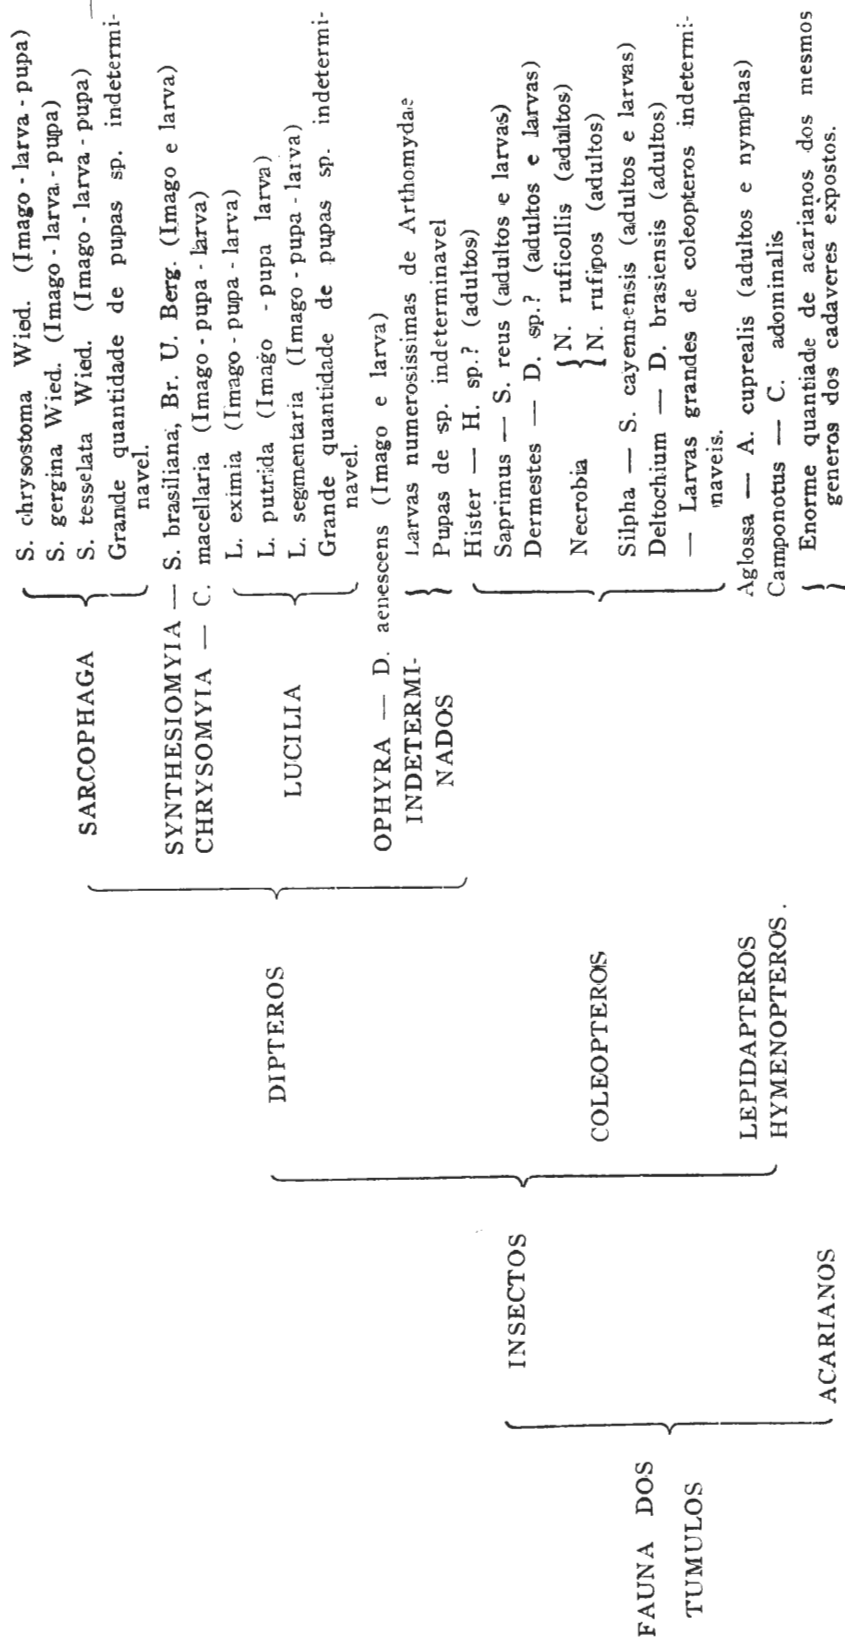 FAUNA DOS
TUMULOS
INSECTOS
DIPTEROS
SARCOPHAGA
S. chrysostoma Wied. (Imago - larva - pupa)
S. gergina Wied. (Imago - larva - pupa)
S. tesselata Wied. (Imago - larva - pupa)
Grande quantidade de pupas sp. indetermi-
navel.
SYNTHESIOMYIA — S. brasiliana, Br. U. Berg. (Imago e larva)
CHRYSOMYIA — C. macellaria (Imago - pupa - larva)
LUCILIA
L. eximia (Imago - pupa - larva)
L. putrida (Imago - pupa larva)
L. segmentaria (Imago - pupa - larva)
Grande quantidade de pupas sp. indetermi-
navel.
OPHYRA — D. aenescens (Imago e larva)
INDETERMI-
NADOS
Larvas numerosissimas de Arthomydae
Pupas de sp. indeterminavel
COLEOPTEROS
Hister — H. sp.? (adultos)
Saprimus — S. reus (adultos e larvas)
Dermestes — D. sp.? (adultos e larvas)
Necrobia
N. ruficollis (adultos)
N. rufipos (adultos)
Silpha — S. cayennensis (adultos e larvas)
Deltochium — D. brasiensis (adultos)
— Larvas grandes de coleopteros indetermi-
naveis.
LEPIDAPTEROS
Aglossa — A. cuprealis (adultos e nymphas)
HYMENOPTEROS.
Camponotus — C. adominalis
ACARIANOS
Enorme quantiade de acarianos dos mesmos
generos dos cadaveres expostos.